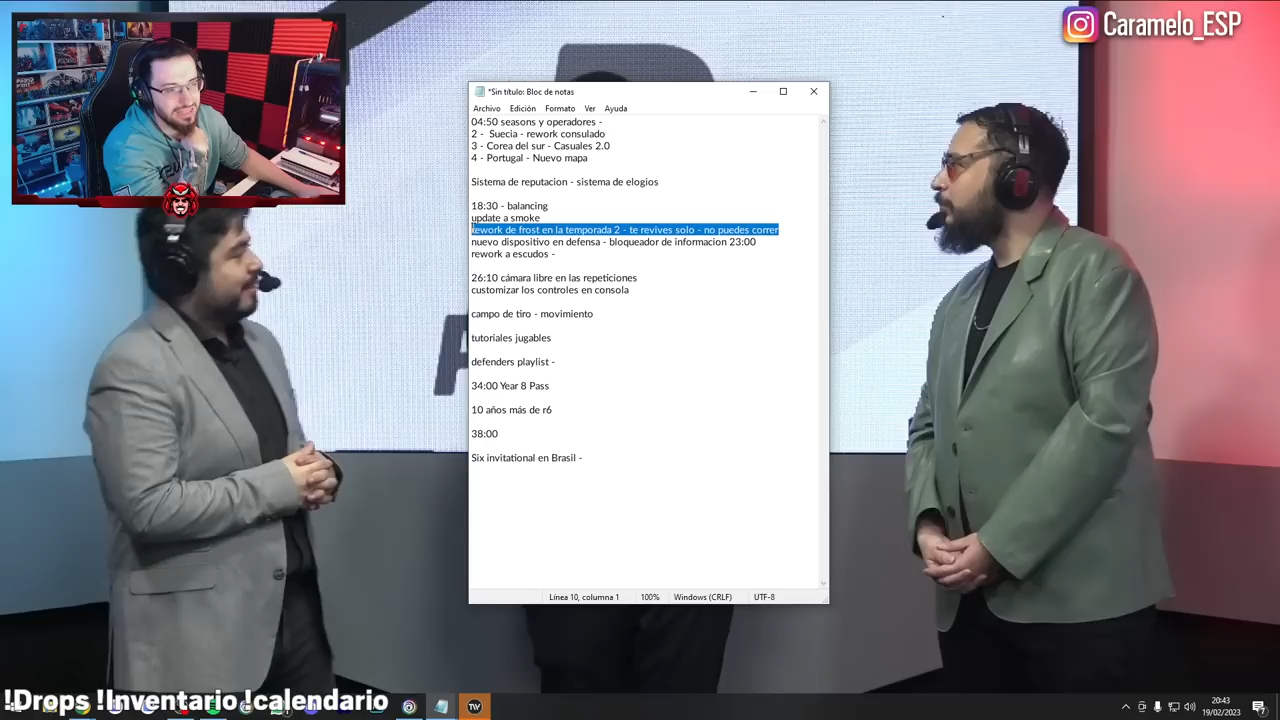 Caramelo_ESP
*Sin título: Bloc de notas
Archivo Edición Formato Ver Ayuda
04:50 seasons y operadores -
2 - Suecia - rework consulado
3 - Corea del sur - Casuales 2.0
4 - Portugal - Nuevo mapa
Sistema de reputacion - sistema de elogios
18:30 - balancing
update a smoke
rework de frost en la temporada 2 - te revives solo - no puedes correr
nuevo dispositivo en defensa - bloqueador de informacion 23:00
rework a escudos -
26:10 cámara libre en las repeticiones
customizar los controles en consola
campo de tiro - movimiento
tutoriales jugables
defenders playlist -
34:00 Year 8 Pass
10 años más de r6
38:00
Six invitational en Brasil -
Línea 10, columna 1 100% Windows (CRLF) UTF-8
!Drops !Inventario !calendario
TW
20:43
19/02/2023